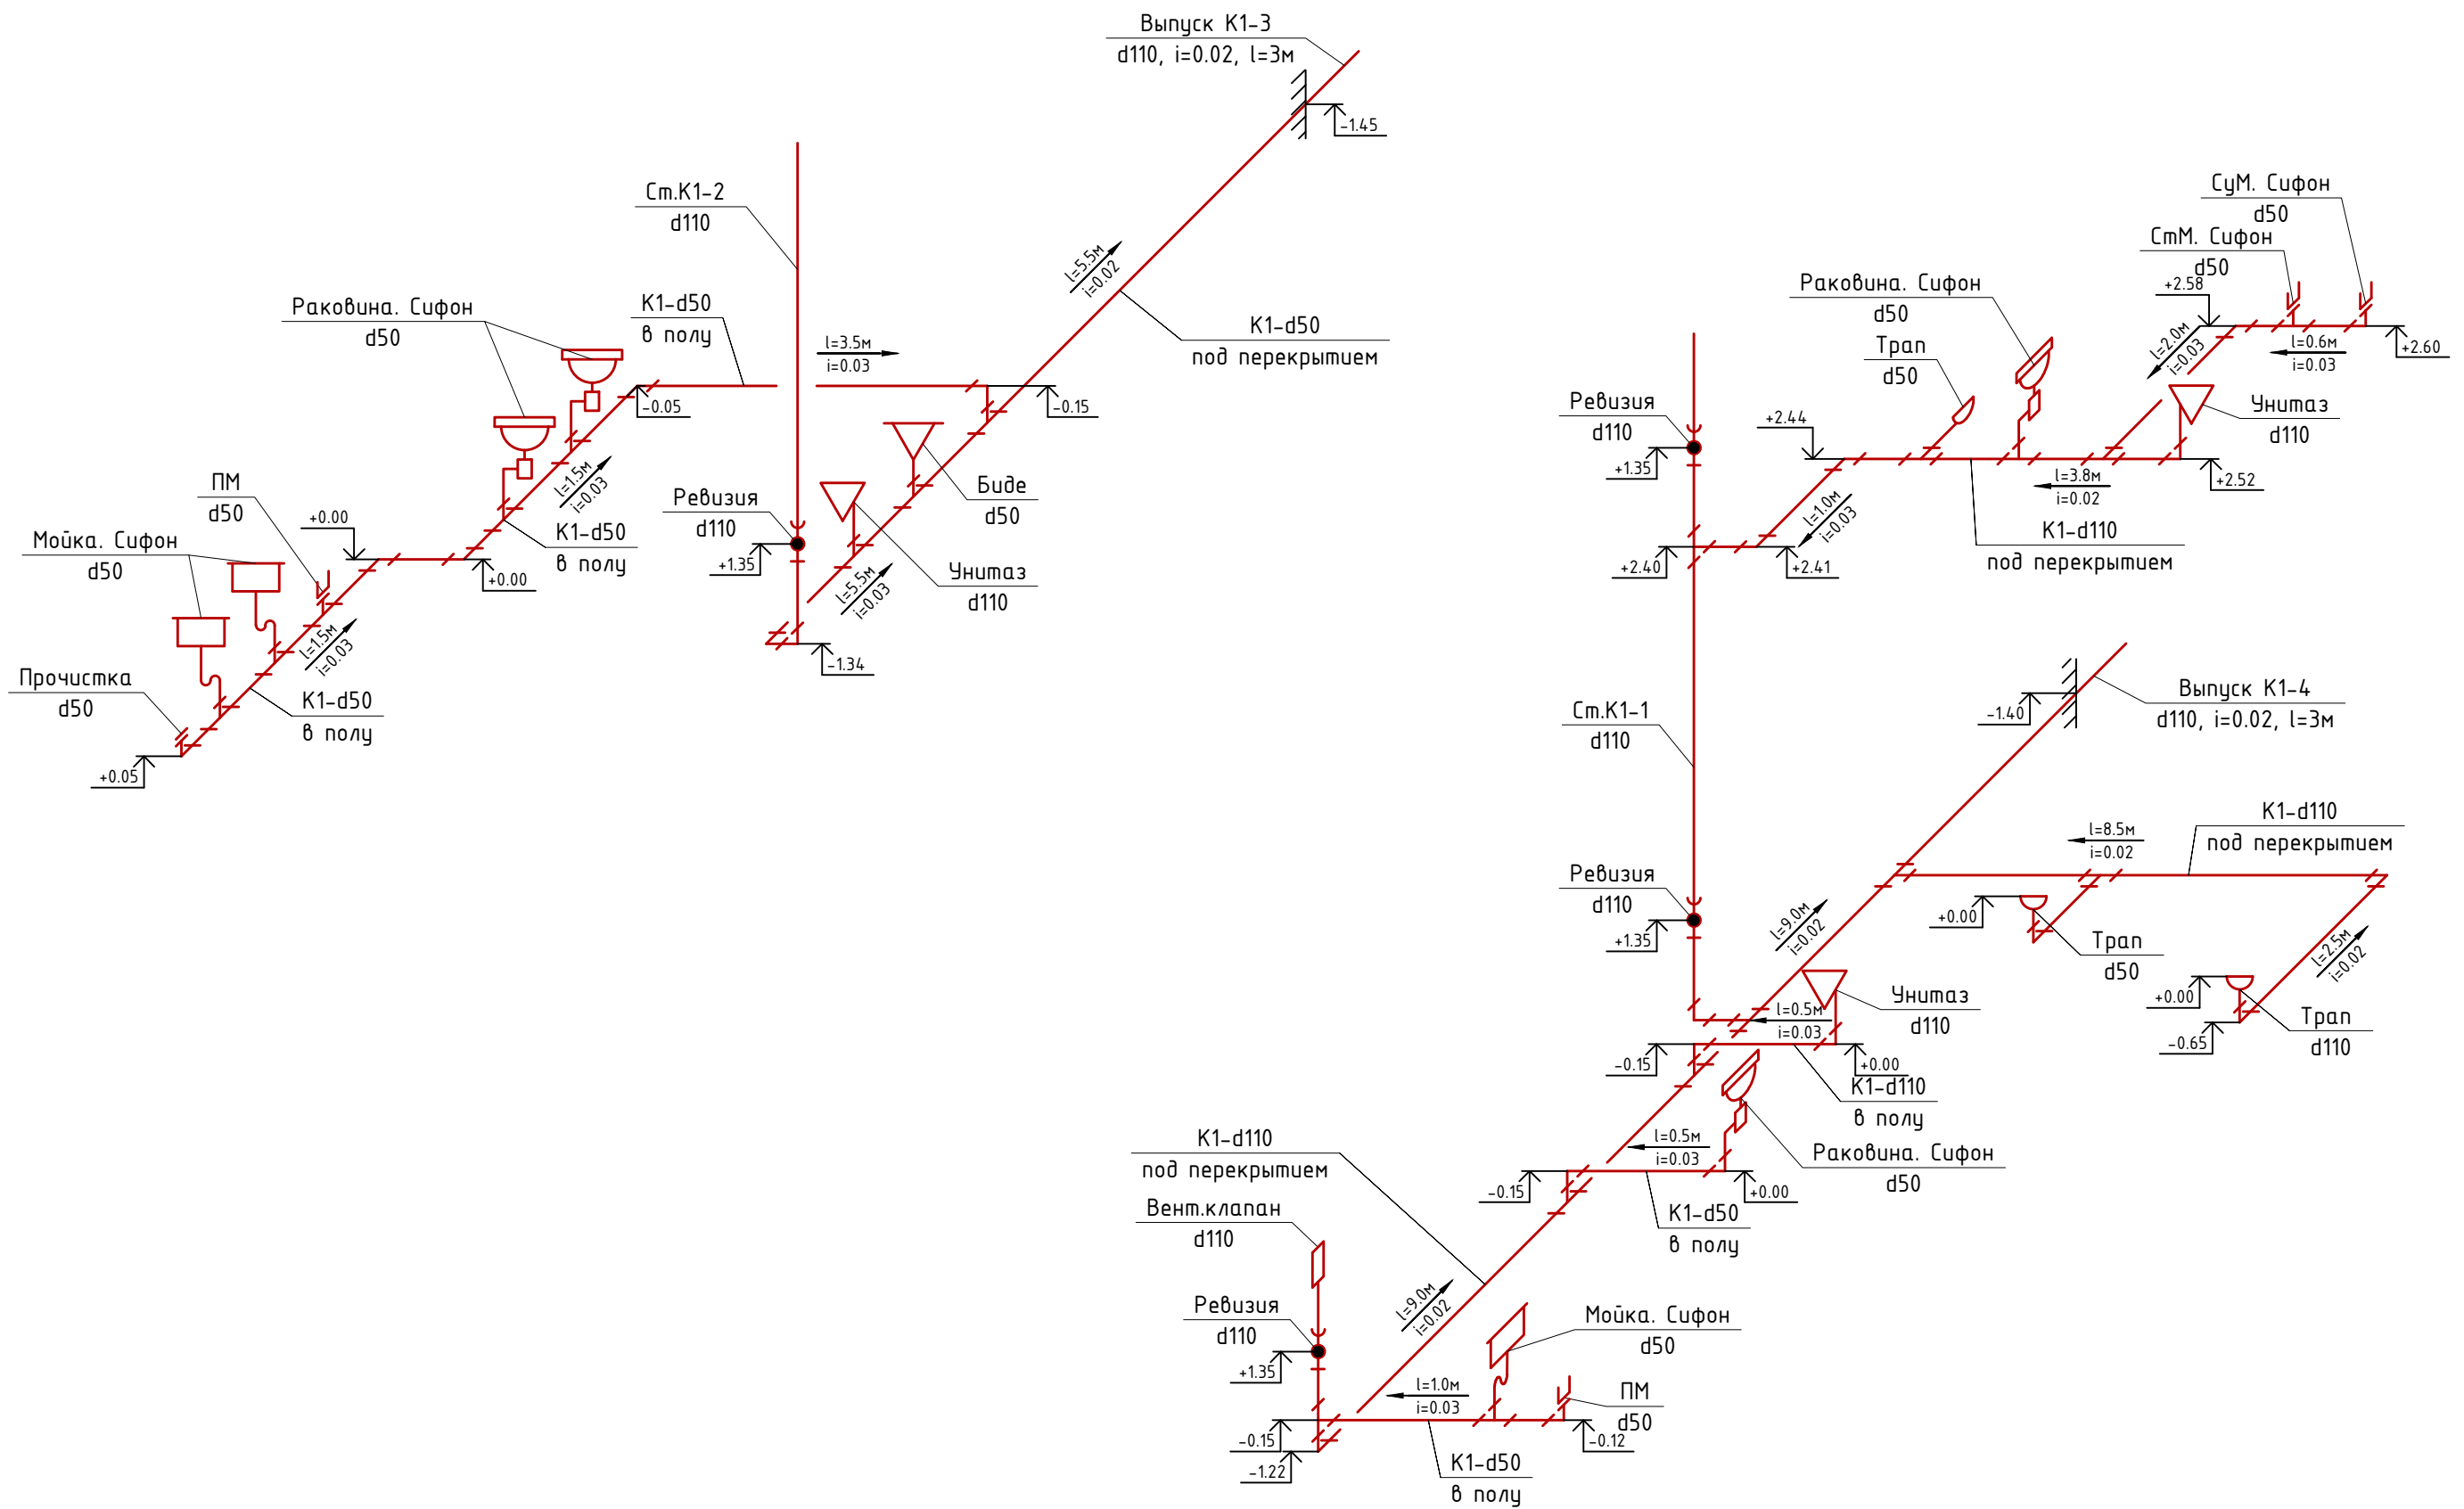 Выпуск К1-3
d110, i=0.02, l=3м
-1.45
Ст.К1-2
d110
l=5.5м
i=0.02
К1-d50
под перекрытием
К1-d50
в полу
l=3.5м
i=0.03
Раковина. Сифон
d50
-0.05
-0.15
Биде
d50
Унитаз
d110
l=5.5м
i=0.03
Ревизия
d110
+1.35
-1.34
l=1.5м
i=0.03
К1-d50
в полу
ПМ
d50
+0.00
+0.00
Мойка. Сифон
d50
l=1.5м
i=0.03
Прочистка
d50
К1-d50
в полу
+0.05
СуМ. Сифон
d50
СтМ. Сифон
d50
+2.58
l=2.0м
i=0.03
l=0.6м
i=0.03
+2.60
Раковина. Сифон
d50
Трап
d50
Унитаз
d110
Ревизия
d110
+1.35
+2.44
l=3.8м
i=0.02
+2.52
l=1.0м
i=0.03
К1-d110
под перекрытием
+2.40
+2.41
Ст.К1-1
d110
-1.40
Выпуск К1-4
d110, i=0.02, l=3м
К1-d110
под перекрытием
l=8.5м
i=0.02
Ревизия
d110
+1.35
l=9.0м
i=0.02
+0.00
Трап
d50
l=2.5м
i=0.02
+0.00
Трап
d110
-0.65
Унитаз
d110
l=0.5м
i=0.03
-0.15
+0.00
К1-d110
в полу
К1-d110
под перекрытием
l=0.5м
i=0.03
Раковина. Сифон
d50
-0.15
+0.00
К1-d50
в полу
Вент.клапан
d110
Ревизия
d110
+1.35
l=9.0м
i=0.02
Мойка. Сифон
d50
l=1.0м
i=0.03
ПМ
d50
-0.15
-0.12
-1.22
К1-d50
в полу